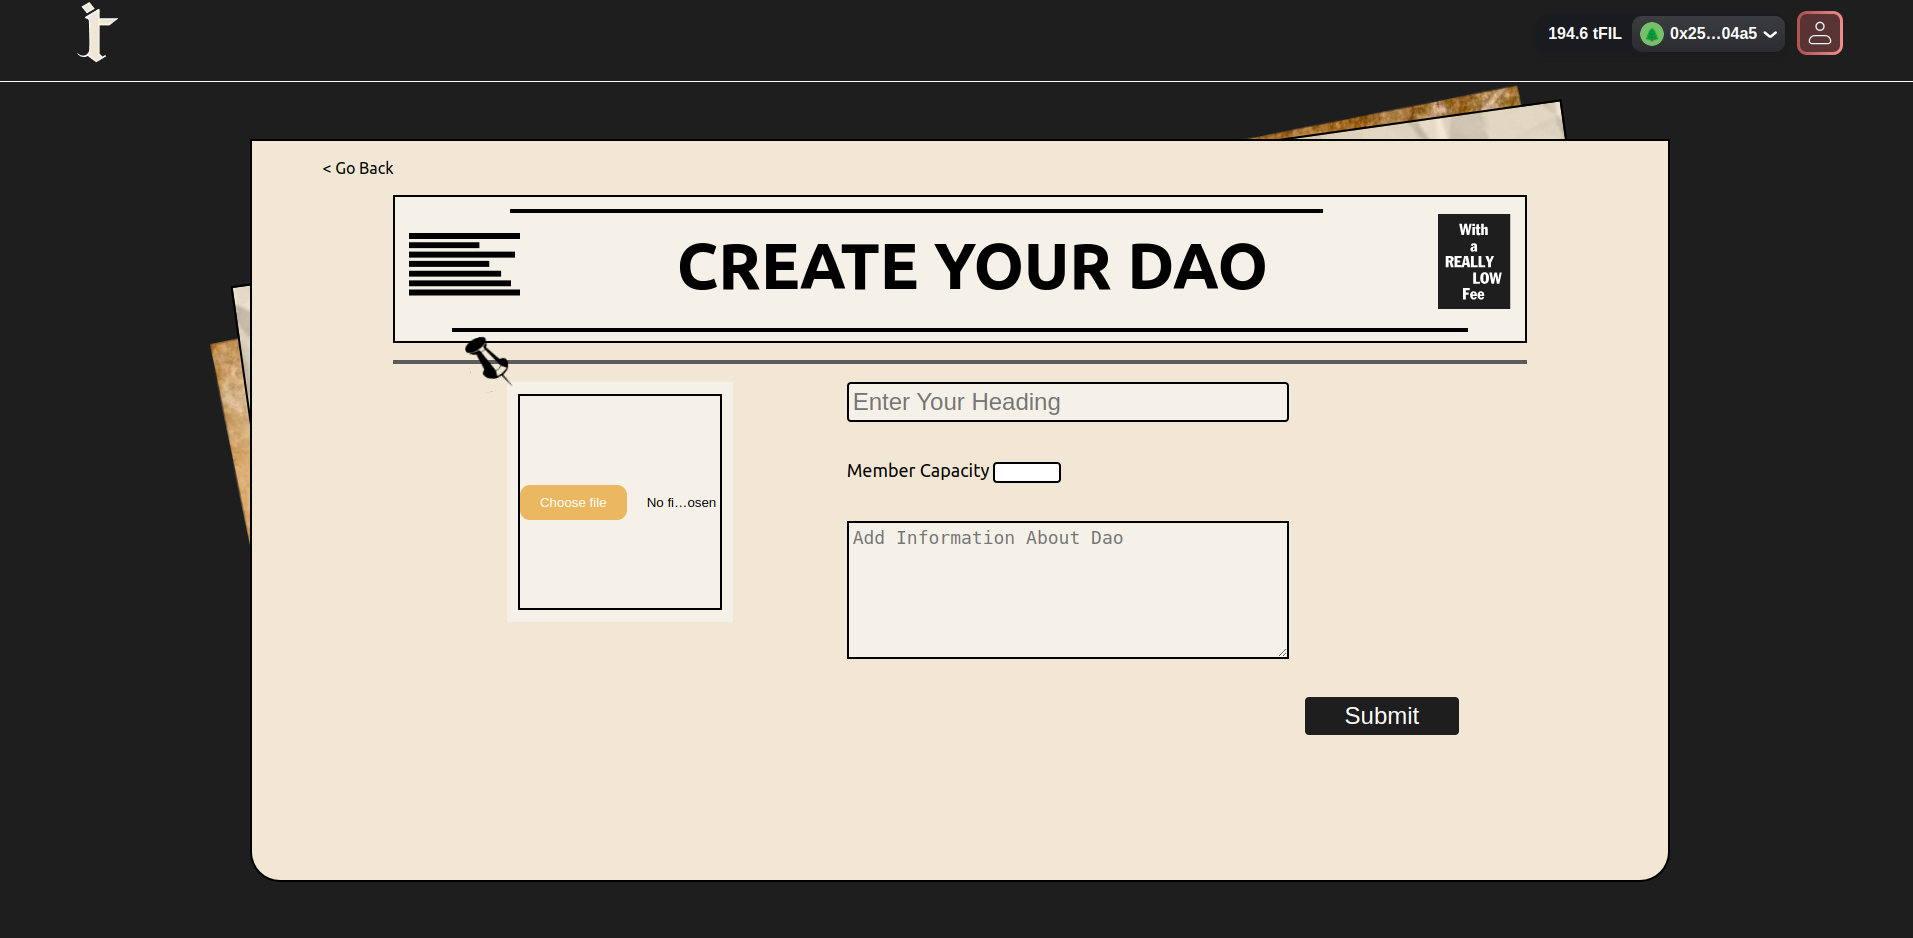 194.6 tFIL 0x25...04a5
< Go Back
CREATE YOUR DAO
With
a
REALLY
LOW
Fee
Enter Your Heading
Member Capacity
Choose file No fi...osen
Add Information About Dao
Submit